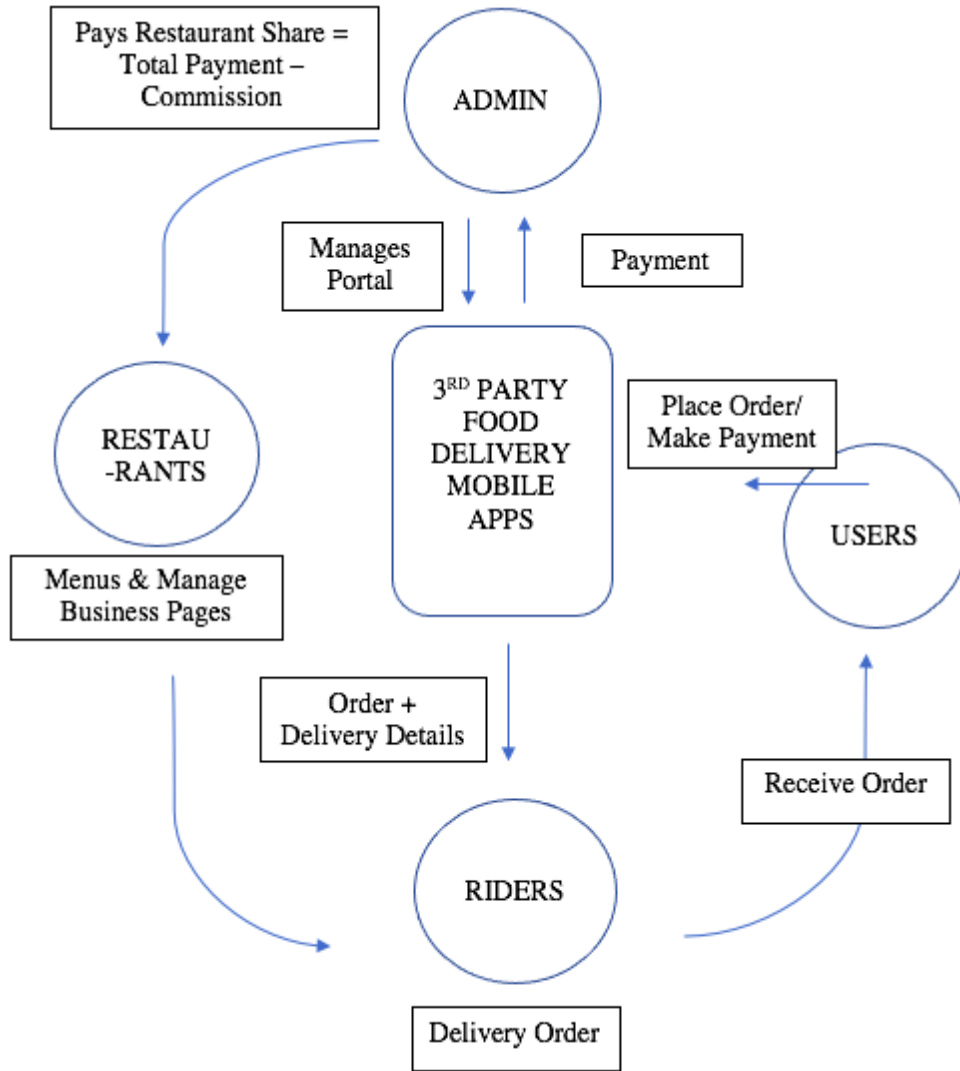 Pays Restaurant Share =
Total Payment –
Commission
ADMIN
Manages
Portal
Payment
3RD PARTY
FOOD
DELIVERY
MOBILE
APPS
Place Order/
Make Payment
RESTAU
-RANTS
USERS
Menus & Manage
Business Pages
Order +
Delivery Details
Receive Order
RIDERS
Delivery Order